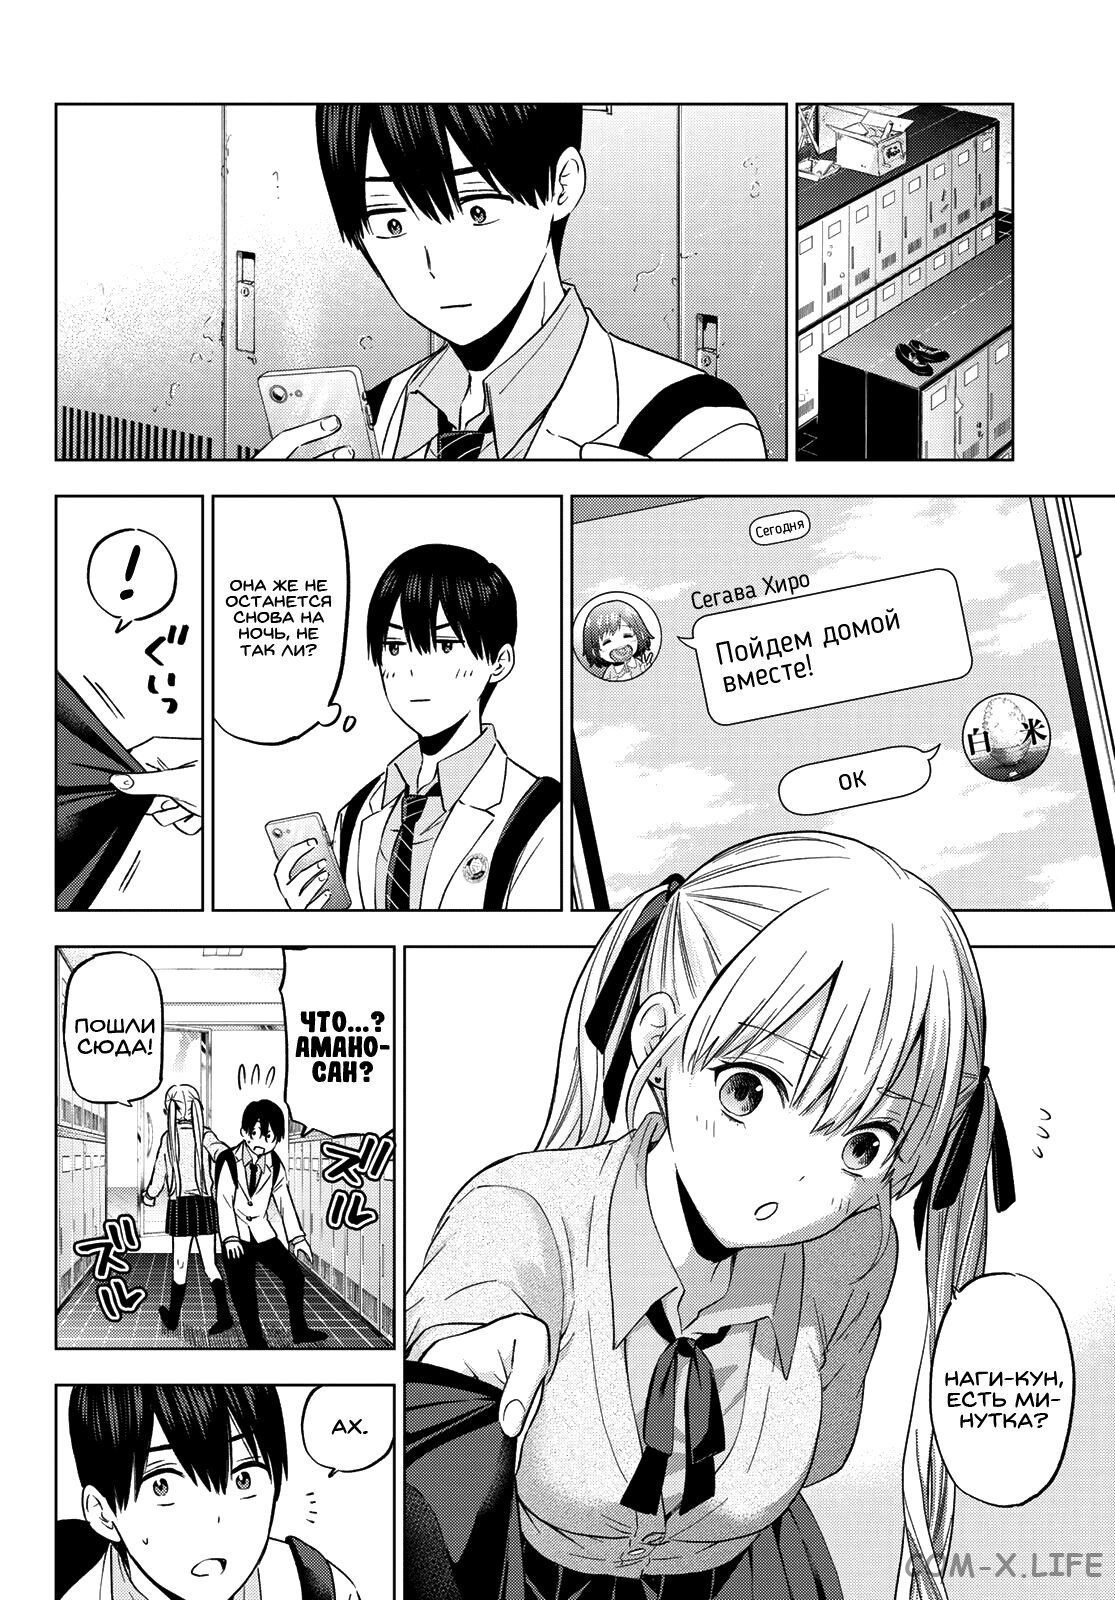 Сегодня
Сегава Хиро
Пойдем домой
вместе!
白米
ОК
ОНА ЖЕ НЕ
ОСТАНЕТСЯ
СНОВА НА
НОЧЬ, НЕ
ТАК ЛИ?
!
ぐいっ
НАГИ-КУН,
ЕСТЬ МИ-
НУТКА?
ЧТО...?
АМАНО-
САН?
ПОШЛИ
СЮДА!
ズル
ズル
АХ.
COM-X.LIFE